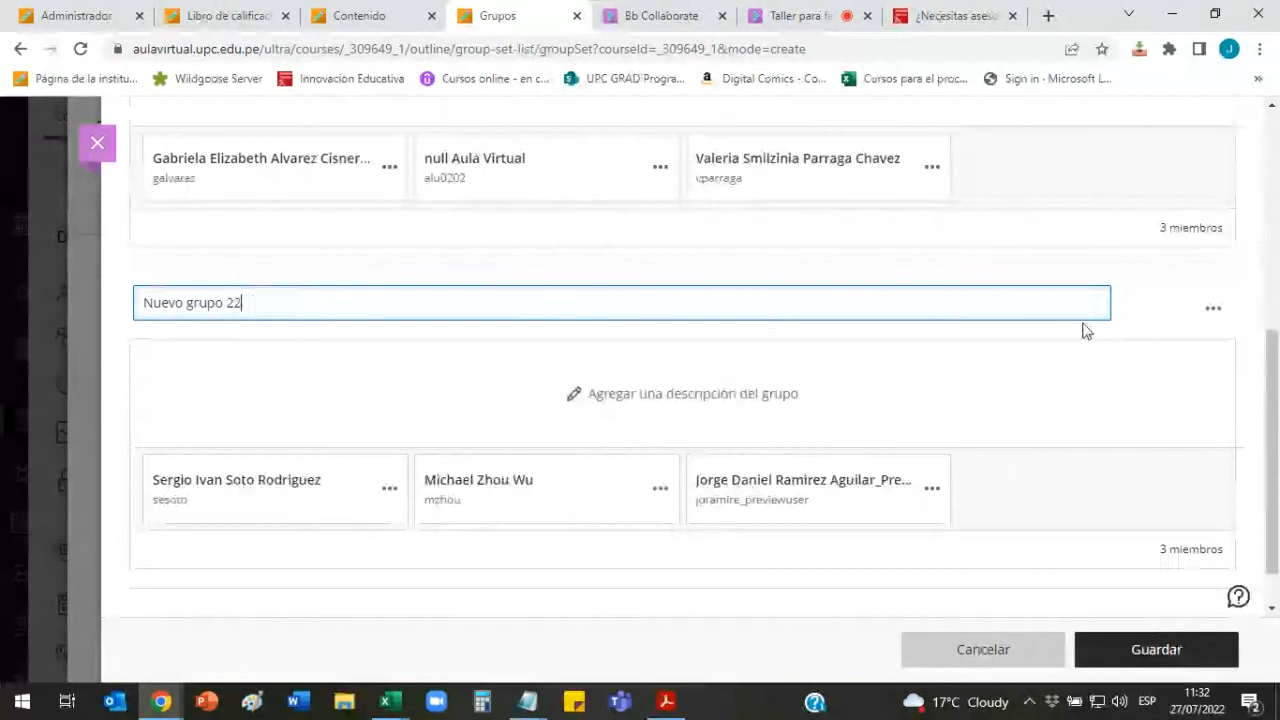 Administrador
Libro de calificac
Contenido
Grupos
Bb Collaborate
Taller para fe
¿Necesitas ases
aulavirtual.upc.edu.pe/ultra/courses/_309649_1/outline/group-set-list/groupSet?courseId=_309649_1&mode=create
J
Página de la institu...
Wildgoose Server
Innovación Educativa
Cursos online - en c...
UPC GRAD Progra...
Digital Comics - Co...
Cursos para el proc...
Sign in - Microsoft L...
»
Gabriela Elizabeth Alvarez Cisner...
galvarez
null Aula Virtual
alu0202
Valeria Smilzinia Parraga Chavez
vparraga
3 miembros
Nuevo grupo 22
Agregar una descripción del grupo
Sergio Ivan Soto Rodriguez
sesoto
Michael Zhou Wu
mzhou
Jorge Daniel Ramirez Aguilar_Pre...
joramire_previewuser
3 miembros
Cancelar
Guardar
17°C Cloudy
ESP
11:32
27/07/2022
2